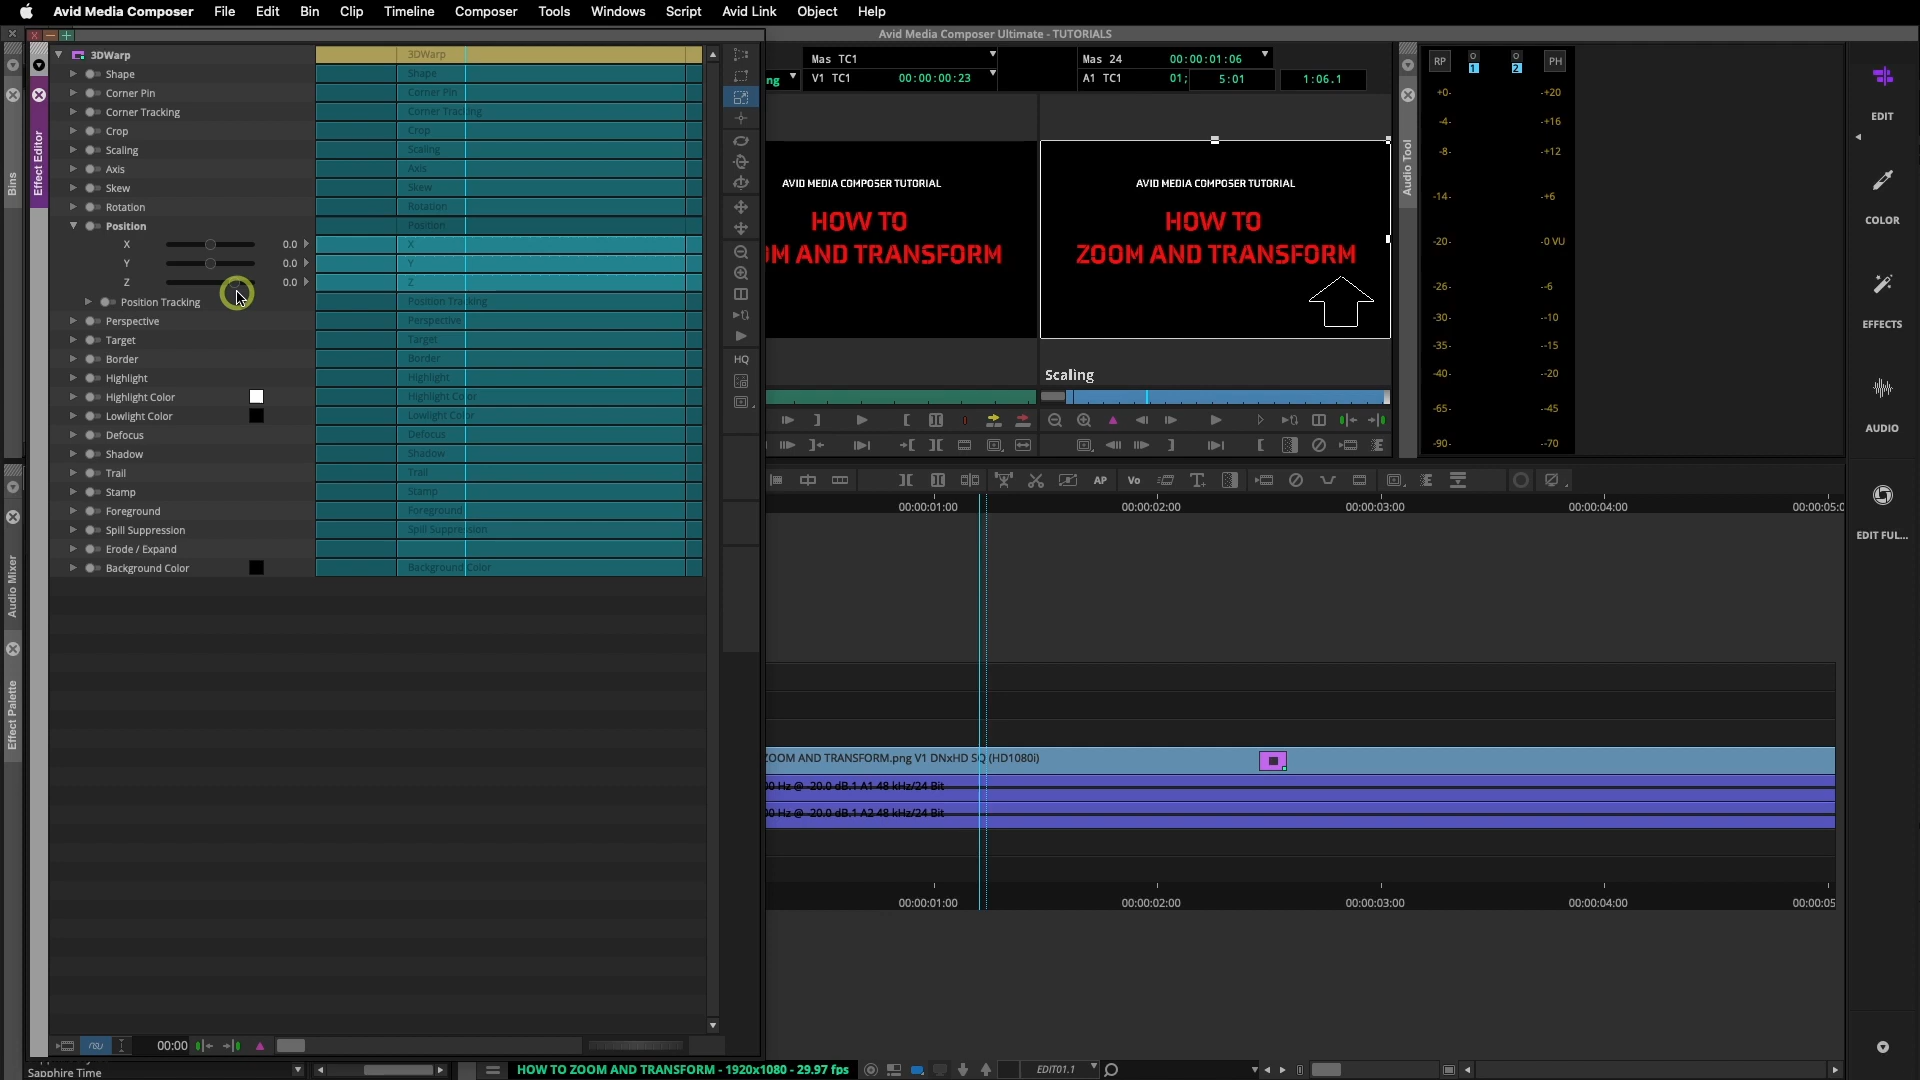 Avid Media Composer File Edit Bin Clip Timeline Composer Tools Windows Script Avid Link Object Help
Avid Media Composer Ultimate - TUTORIALS
3DWarp 3DWarp
Shape Shape
Corner Pin Corner Pin
Corner Tracking Corner Tracking
Crop Crop
Scaling Scaling
Axis Axis
Skew Skew
Rotation Rotation
Position Position
X 0.0 X
Y 0.0 Y
Z 0.0 Z
Position Tracking Position Tracking
Perspective Perspective
Target Target
Border Border
Highlight Highlight
Highlight Color Highlight Color
Lowlight Color Lowlight Color
Defocus Defocus
Shadow Shadow
Trail Trail
Stamp Stamp
Foreground Foreground
Spill Suppression Spill Suppression
Erode / Expand
Background Color Background Color
Bins
Effect Editor
Audio Mixer
Effect Palette
HQ
00:00
Sapphire Time
Mas TC1 Mas 24 00:00:01:06
ng V1 TC1 00:00:00:23 A1 TC1 01; 5:01 1:06.1
AVID MEDIA COMPOSER TUTORIAL
HOW TO
OM AND TRANSFORM
AVID MEDIA COMPOSER TUTORIAL
HOW TO
ZOOM AND TRANSFORM
Scaling
Audio Tool
RP O 1 O 2 PH
+0- -+20
-4- -+16
-8- -+12
-14- -+6
-20- -0 VU
-26- --6
-30- --10
-35- --15
-40- --20
-65- --45
-90- --70
EDIT
COLOR
EFFECTS
AUDIO
EDIT FUL...
AP Vo T
00:00:01:00 00:00:02:00 00:00:03:00 00:00:04:00 00:00:05:0
ZOOM AND TRANSFORM.png V1 DNxHD SQ (HD1080i)
00 Hz @ -20.0 dB.1 A1 48 kHz/24 Bit
00 Hz @ -20.0 dB.1 A2 48 kHz/24 Bit
00:00:01:00 00:00:02:00 00:00:03:00 00:00:04:00 00:00:05
HOW TO ZOOM AND TRANSFORM - 1920x1080 - 29.97 fps EDIT01.1